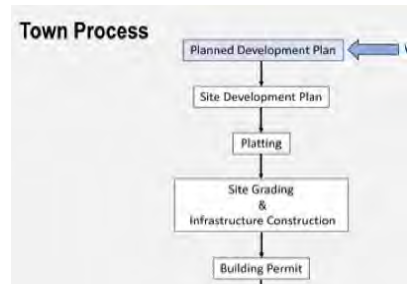 Town Process
Planned Development Plan
Site Development Plan
Platting
Site Grading
&
Infrastructure Construction
Building Permit